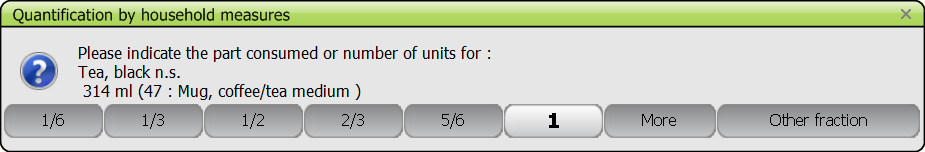 Quantification by household measures
Please indicate the part consumed or number of units for :
Tea, black n.s.
314 ml (47 : Mug, coffee/tea medium )
1/6 1/3 1/2 2/3 5/6 1 More Other fraction